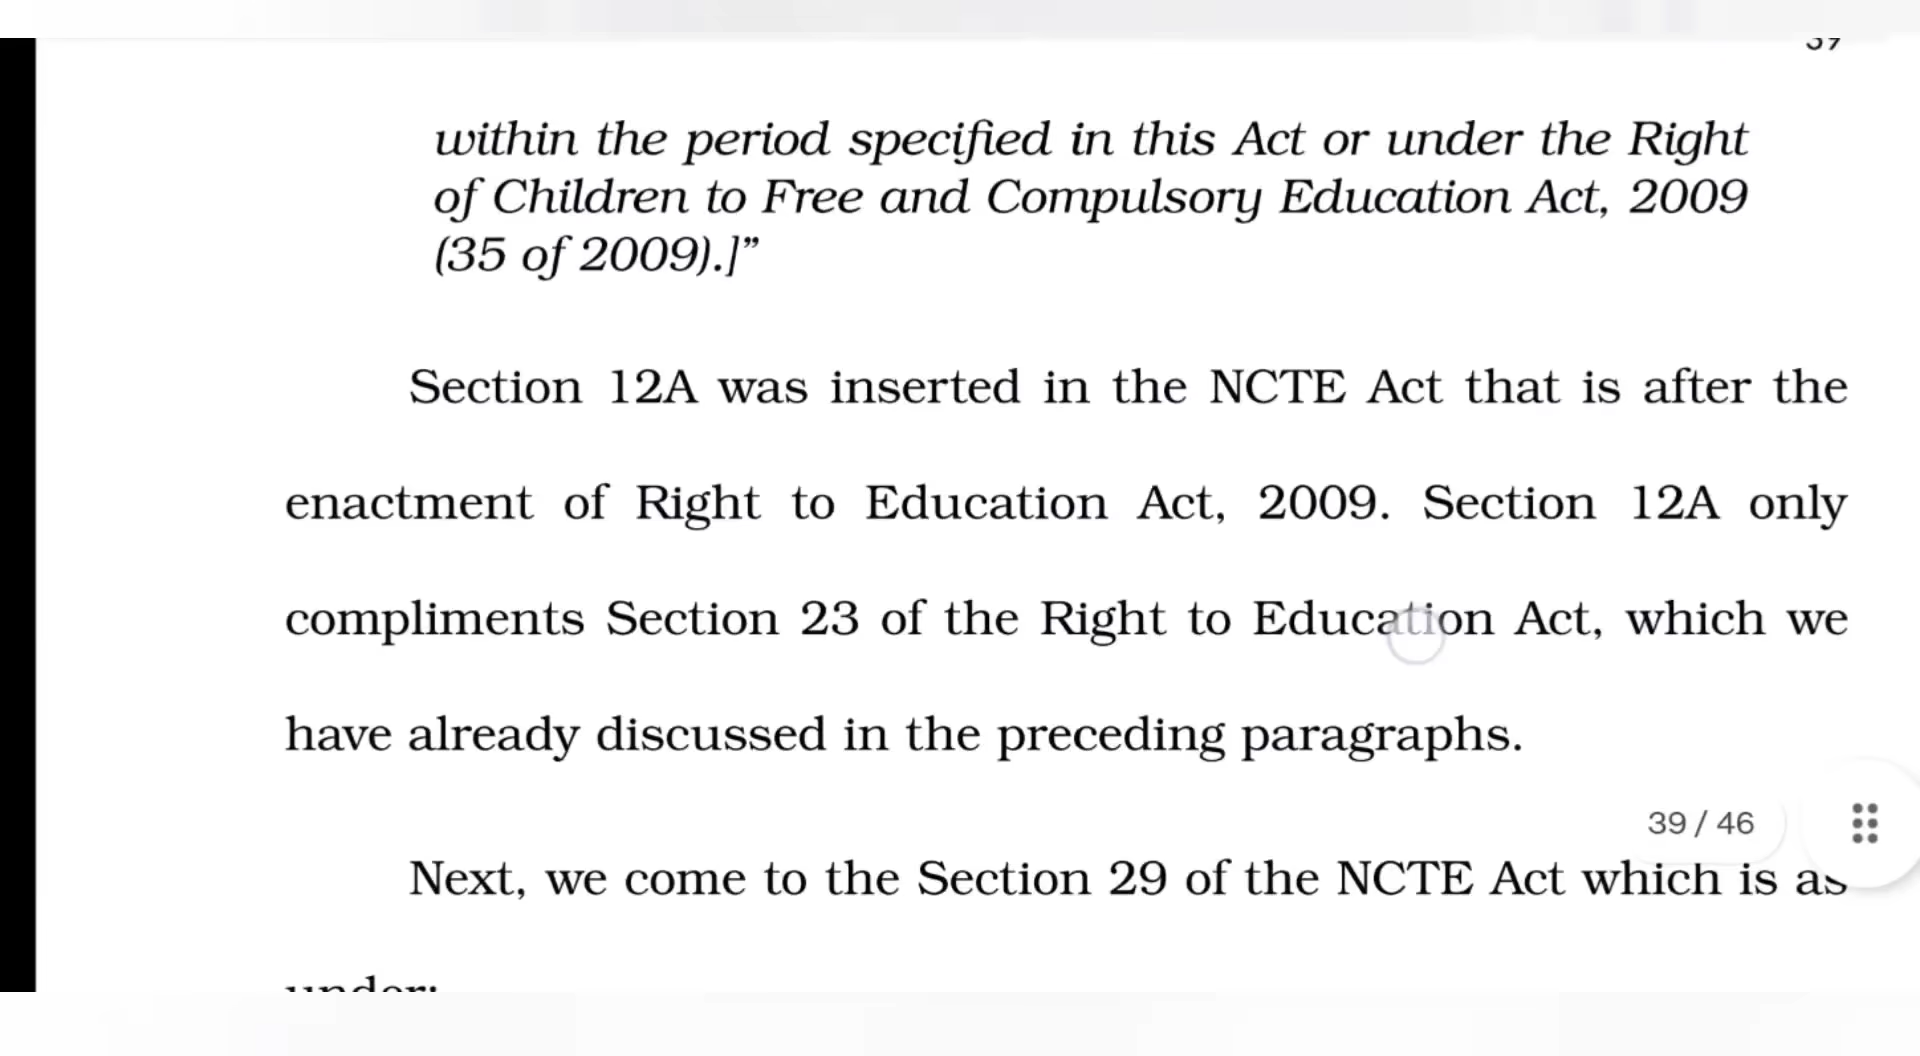 39
within the period specified in this Act or under the Right
of Children to Free and Compulsory Education Act, 2009
(35 of 2009).]”
Section 12A was inserted in the NCTE Act that is after the
enactment of Right to Education Act, 2009. Section 12A only
compliments Section 23 of the Right to Education Act, which we
have already discussed in the preceding paragraphs.
39 / 46
Next, we come to the Section 29 of the NCTE Act which is as
under: